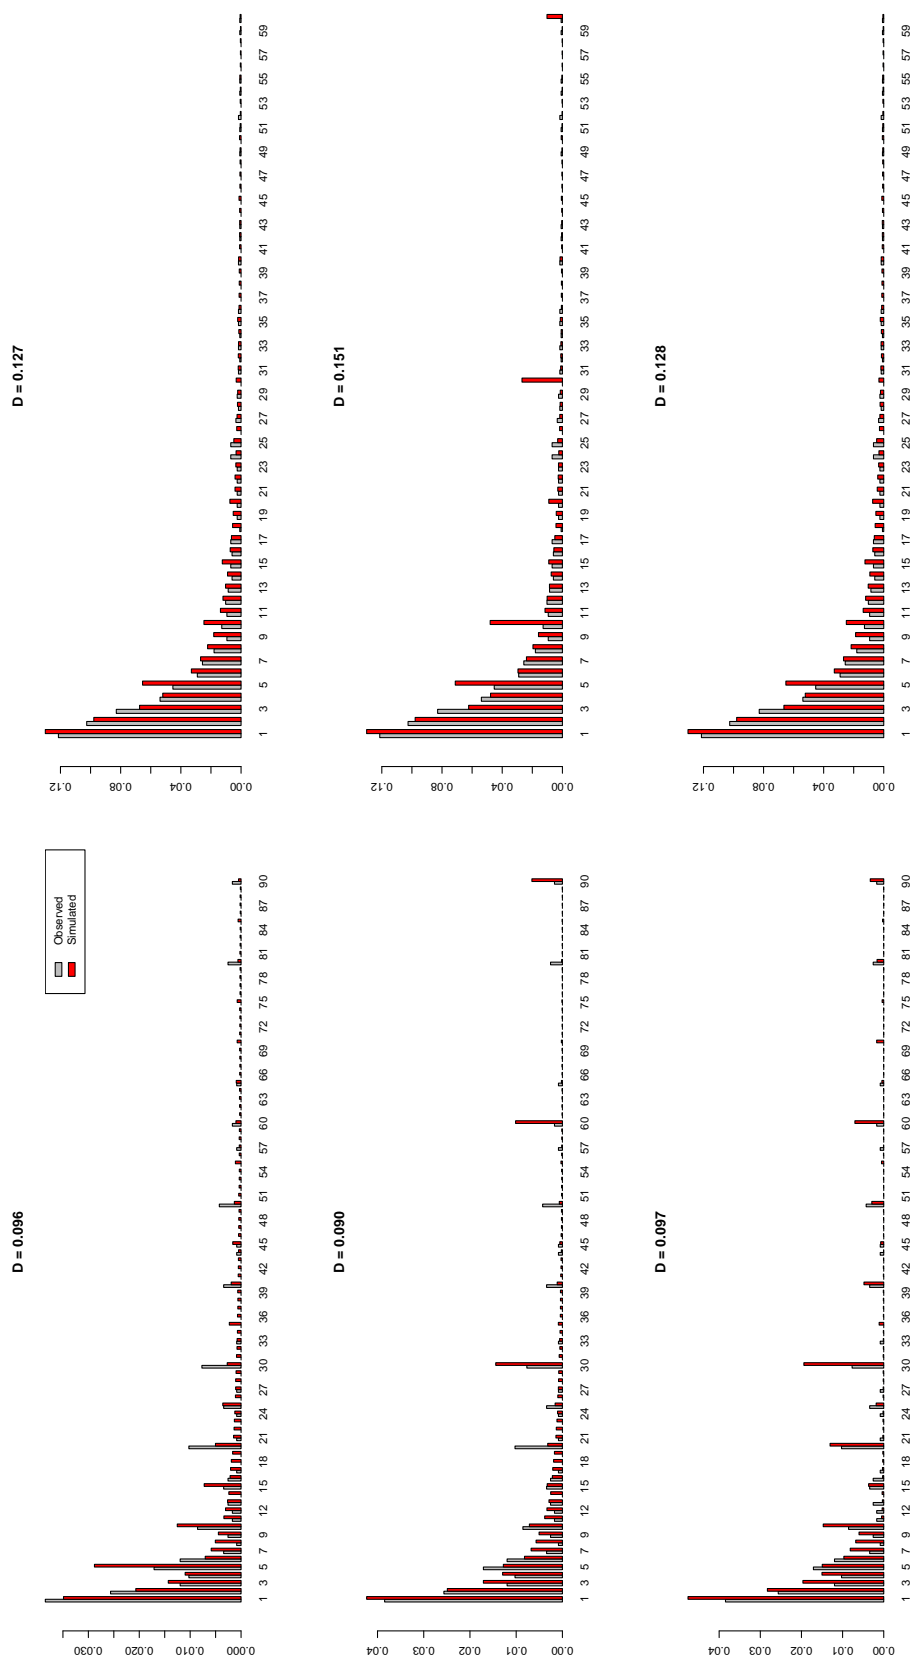 D = 0.096
Observed
Simulated
0.000 0.010 0.020 0.030
1 3 5 7 9 12 15 18 21 24 27 30 33 36 39 42 45 48 51 54 57 60 63 66 69 72 75 78 81 84 87 90
D = 0.127
0.00 0.04 0.08 0.12
1 3 5 7 9 11 13 15 17 19 21 23 25 27 29 31 33 35 37 39 41 43 45 47 49 51 53 55 57 59
D = 0.090
0.00 0.01 0.02 0.03 0.04
1 3 5 7 9 12 15 18 21 24 27 30 33 36 39 42 45 48 51 54 57 60 63 66 69 72 75 78 81 84 87 90
D = 0.151
0.00 0.04 0.08 0.12
1 3 5 7 9 11 13 15 17 19 21 23 25 27 29 31 33 35 37 39 41 43 45 47 49 51 53 55 57 59
D = 0.097
0.00 0.01 0.02 0.03 0.04
1 3 5 7 9 12 15 18 21 24 27 30 33 36 39 42 45 48 51 54 57 60 63 66 69 72 75 78 81 84 87 90
D = 0.128
0.00 0.04 0.08 0.12
1 3 5 7 9 11 13 15 17 19 21 23 25 27 29 31 33 35 37 39 41 43 45 47 49 51 53 55 57 59